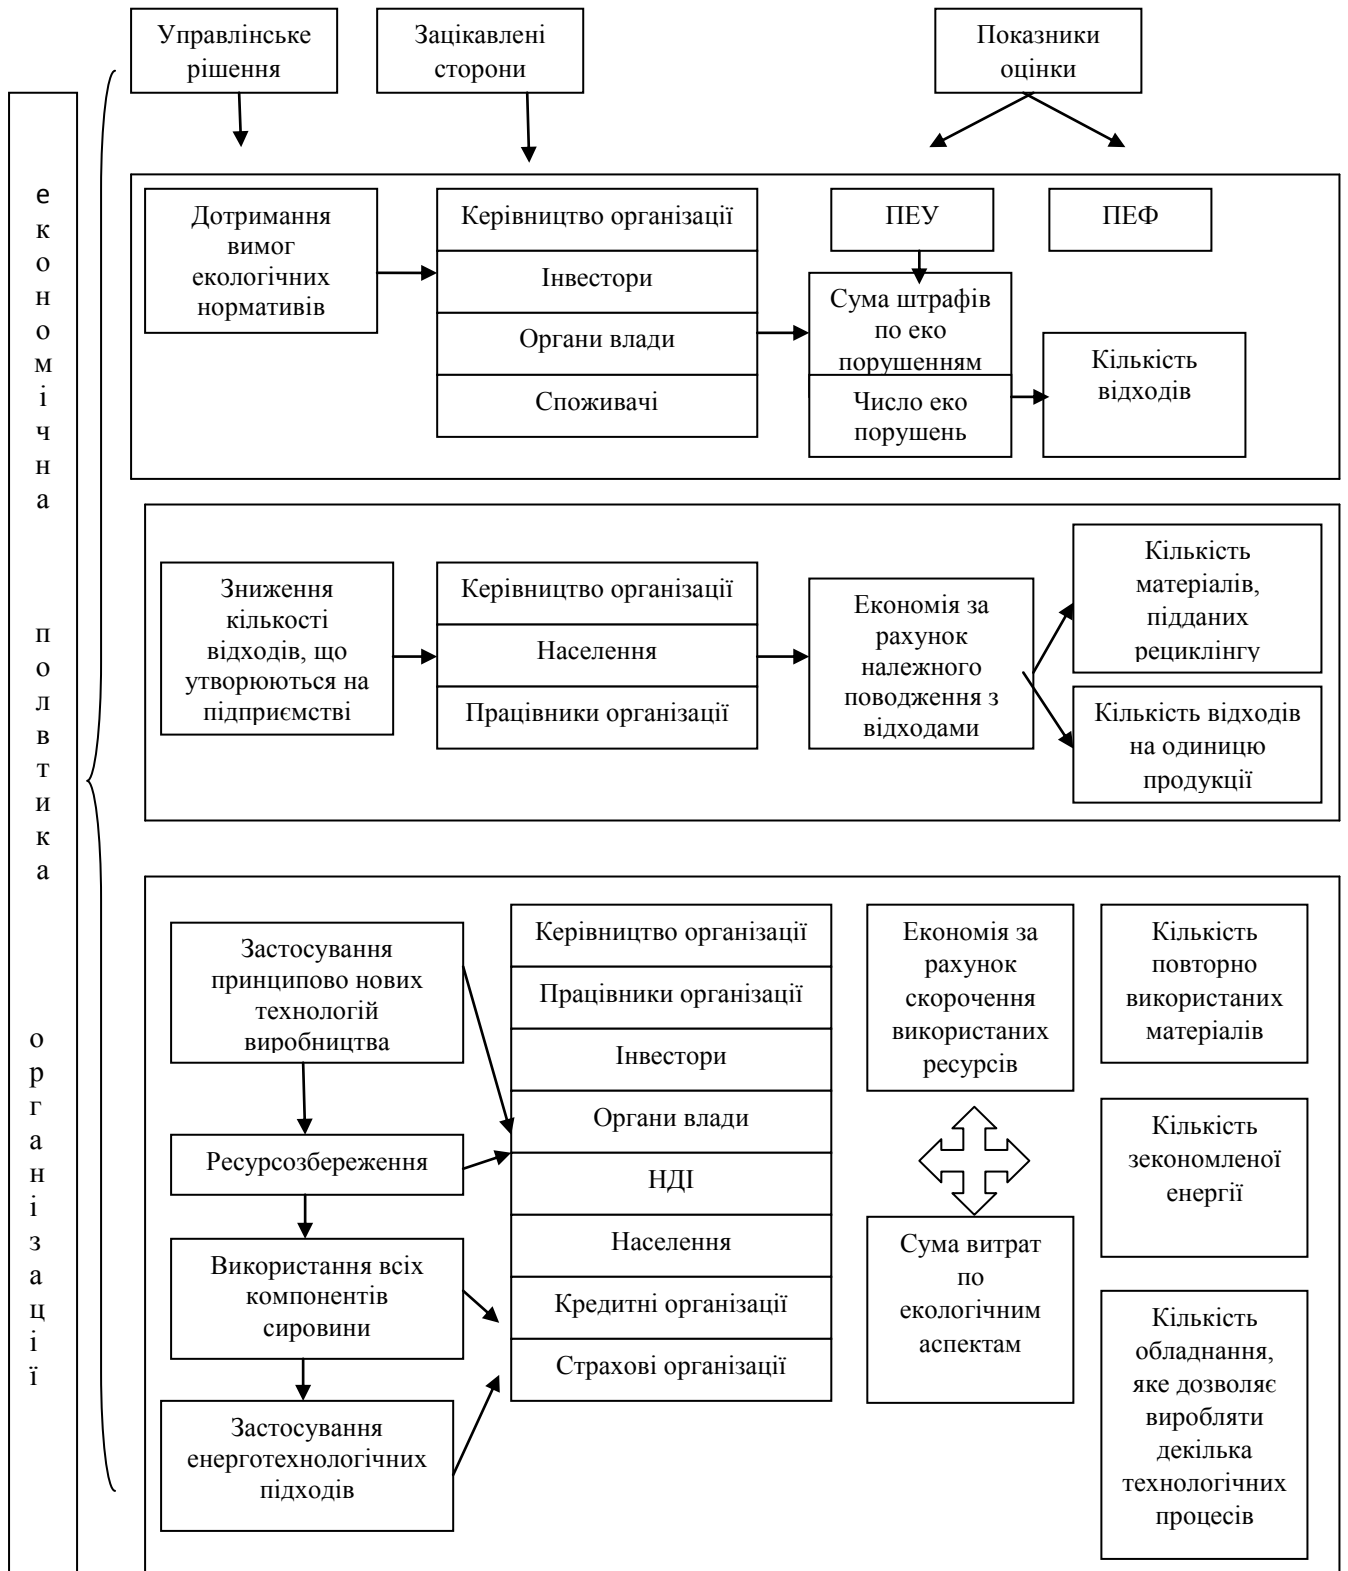 Управлінське
рішення
Зацікавлені
сторони
Показники
оцінки
економічна
полвтика
організації
Дотримання
вимог
екологічних
нормативів
Керівництво організації
Інвестори
Органи влади
Споживачі
ПЕУ
ПЕФ
Сума штрафів
по еко
порушенням
Число еко
порушень
Кількість
відходів
Зниження
кількості
відходів, що
утворюються на
підприємстві
Керівництво організації
Населення
Працівники організації
Економія за
рахунок
належного
поводження з
відходами
Кількість
матеріалів,
підданих
рециклінгу
Кількість відходів
на одиницю
продукції
Застосування
принципово нових
технологій
виробництва
Ресурсозбереження
Використання всіх
компонентів
сировини
Застосування
енерготехнологічних
підходів
Керівництво організації
Працівники організації
Інвестори
Органи влади
НДІ
Населення
Кредитні організації
Страхові організації
Економія за
рахунок
скорочення
використаних
ресурсів
Сума витрат
по
екологічним
аспектам
Кількість
повторно
використаних
матеріалів
Кількість
зекономленої
енергії
Кількість
обладнання,
яке дозволяє
виробляти
декілька
технологічних
процесів